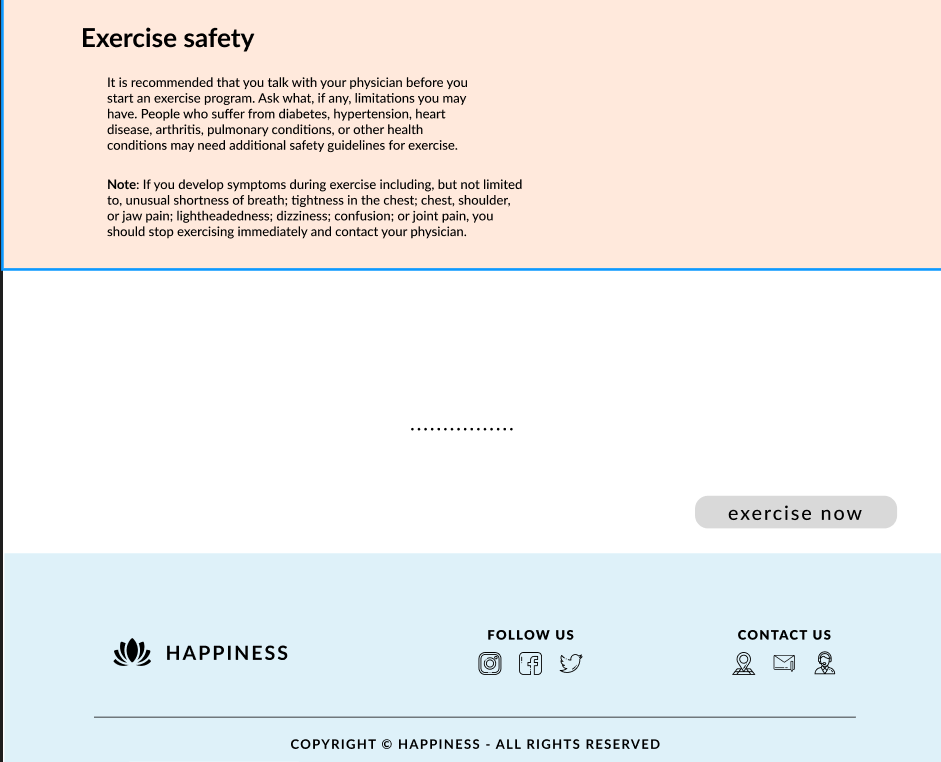 Exercise safety
It is recommended that you talk with your physician before you
start an exercise program. Ask what, if any, limitations you may
have. People who suffer from diabetes, hypertension, heart
disease, arthritis, pulmonary conditions, or other health
conditions may need additional safety guidelines for exercise.
Note: If you develop symptoms during exercise including, but not limited
to, unusual shortness of breath; tightness in the chest; chest, shoulder,
or jaw pain; lightheadedness; dizziness; confusion; or joint pain, you
should stop exercising immediately and contact your physician.
................
exercise now
HAPPINESS
FOLLOW US
CONTACT US
COPYRIGHT © HAPPINESS - ALL RIGHTS RESERVED